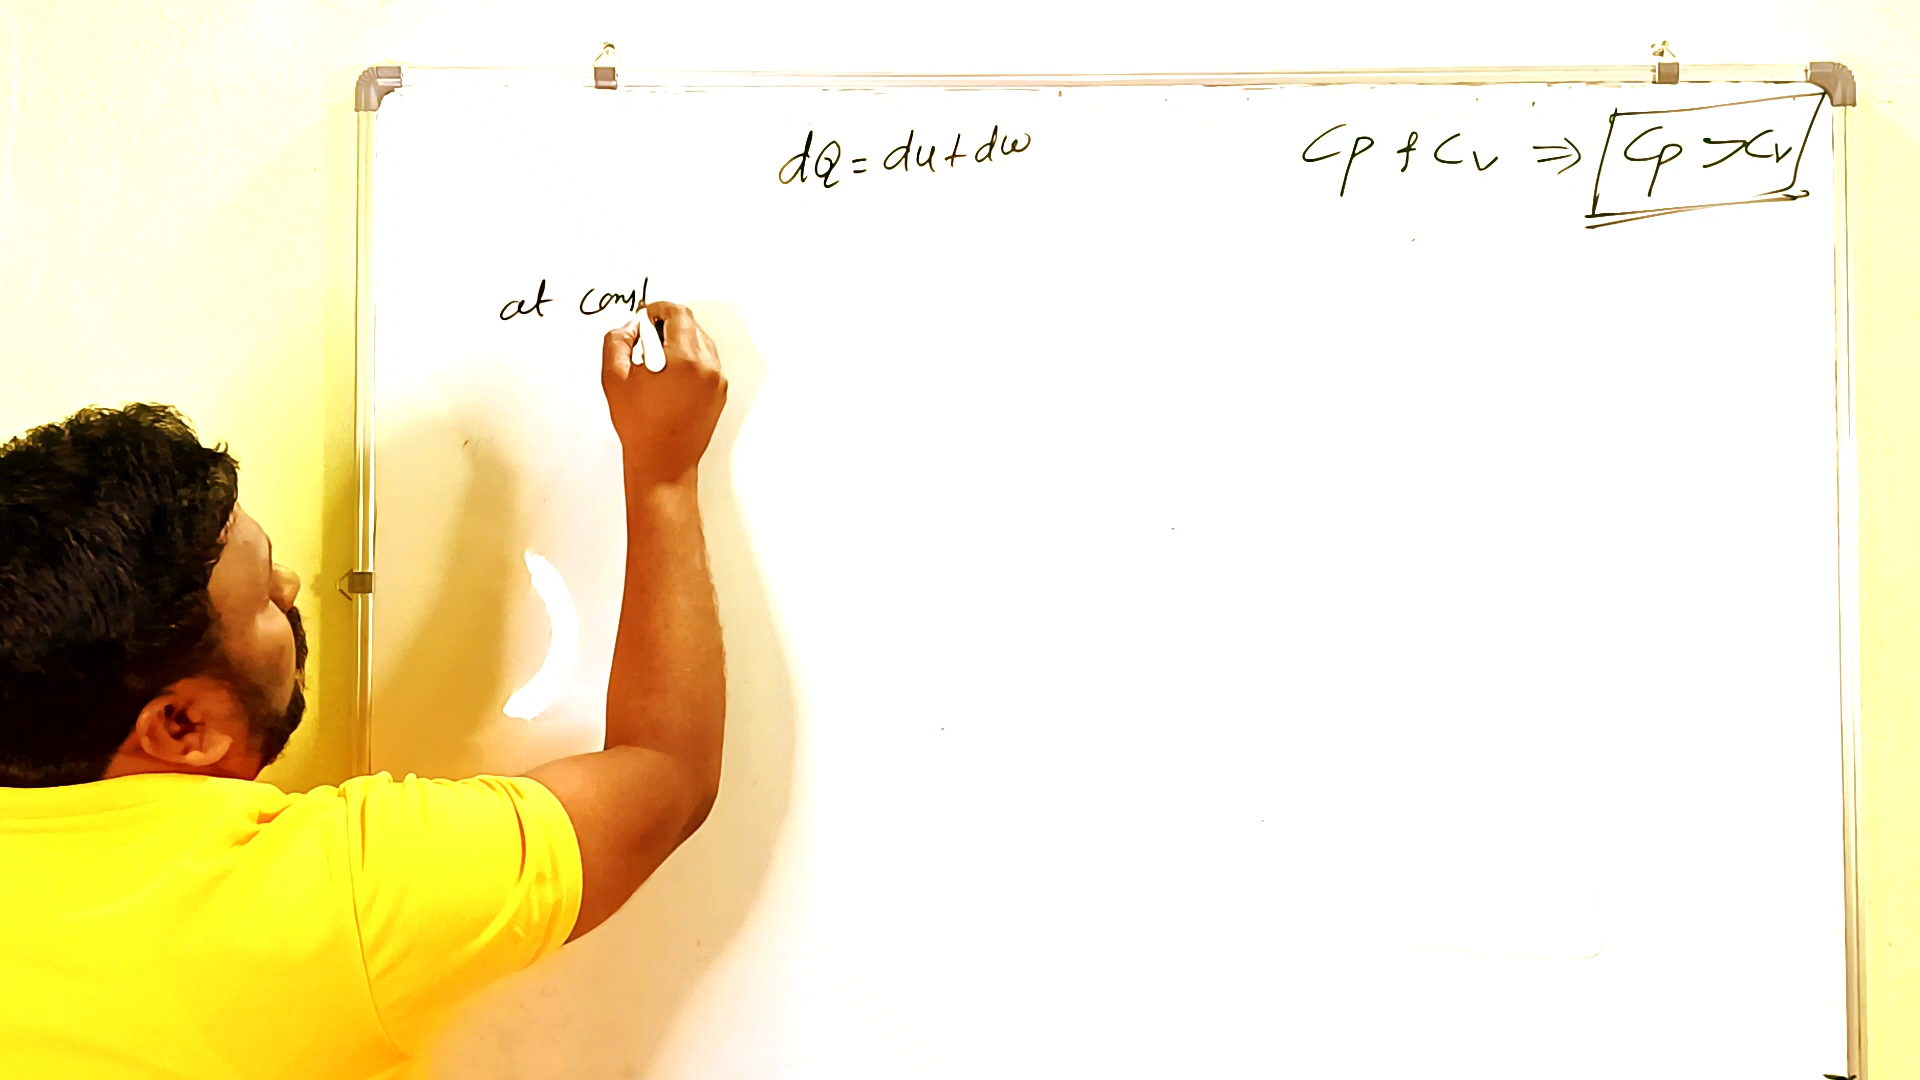 dQ = du + dw
Cp & Cv ⇒ Cp > Cv
at const